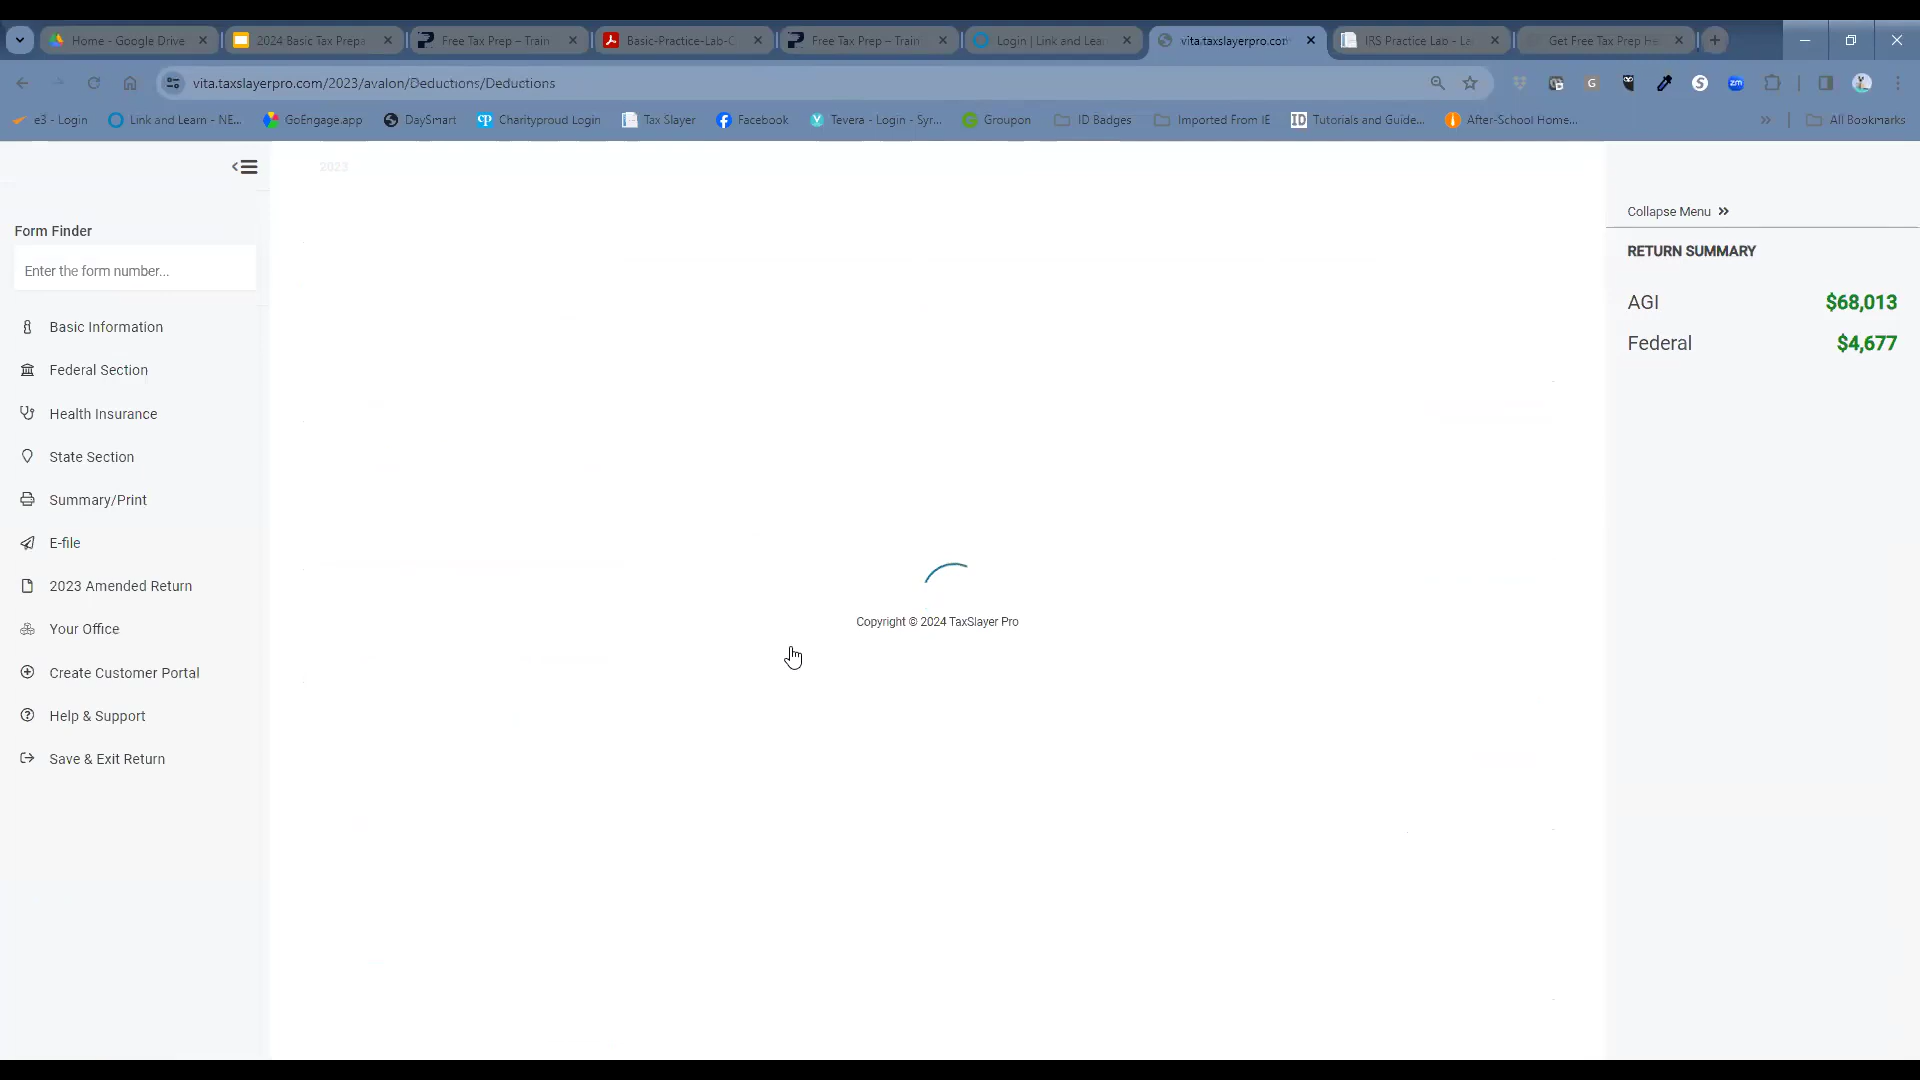 Home - Google Drive
2024 Basic Tax Prepa
Free Tax Prep – Train
Basic-Practice-Lab-C
Free Tax Prep – Train
Login | Link and Lea
vita.taxslayerpro.com
IRS Practice Lab - La
Get Free Tax Prep He
vita.taxslayerpro.com/2023/avalon/Deductions/Deductions
e3 - Login
Link and Learn - NE...
GoEngage.app
DaySmart
Charityproud Login
Tax Slayer
Facebook
Tevera - Login - Syr...
Groupon
ID Badges
Imported From IE
Tutorials and Guide...
After-School Home...
All Bookmarks
2023
Form Finder
Enter the form number...
Basic Information
Federal Section
Health Insurance
State Section
Summary/Print
E-file
2023 Amended Return
Your Office
Create Customer Portal
Help & Support
Save & Exit Return
Copyright © 2024 TaxSlayer Pro
Collapse Menu
RETURN SUMMARY
AGI $68,013
Federal $4,677